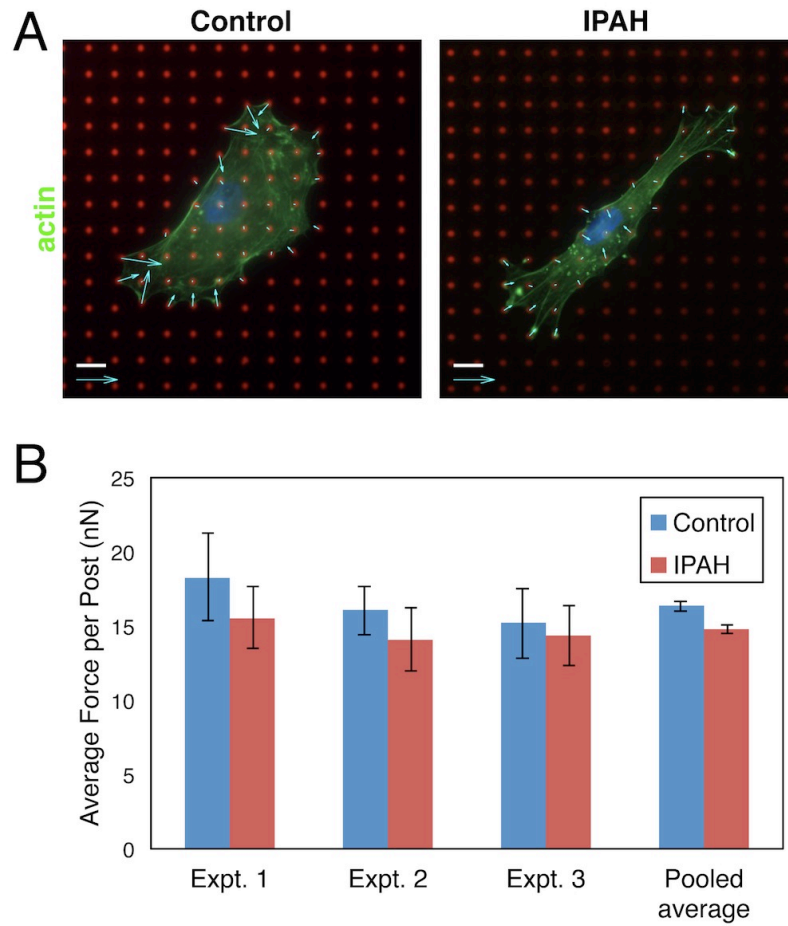 A
Control
IPAH
actin
B
Average Force per Post (nN)
25
20
15
10
5
0
Control
IPAH
Expt. 1
Expt. 2
Expt. 3
Pooled
average